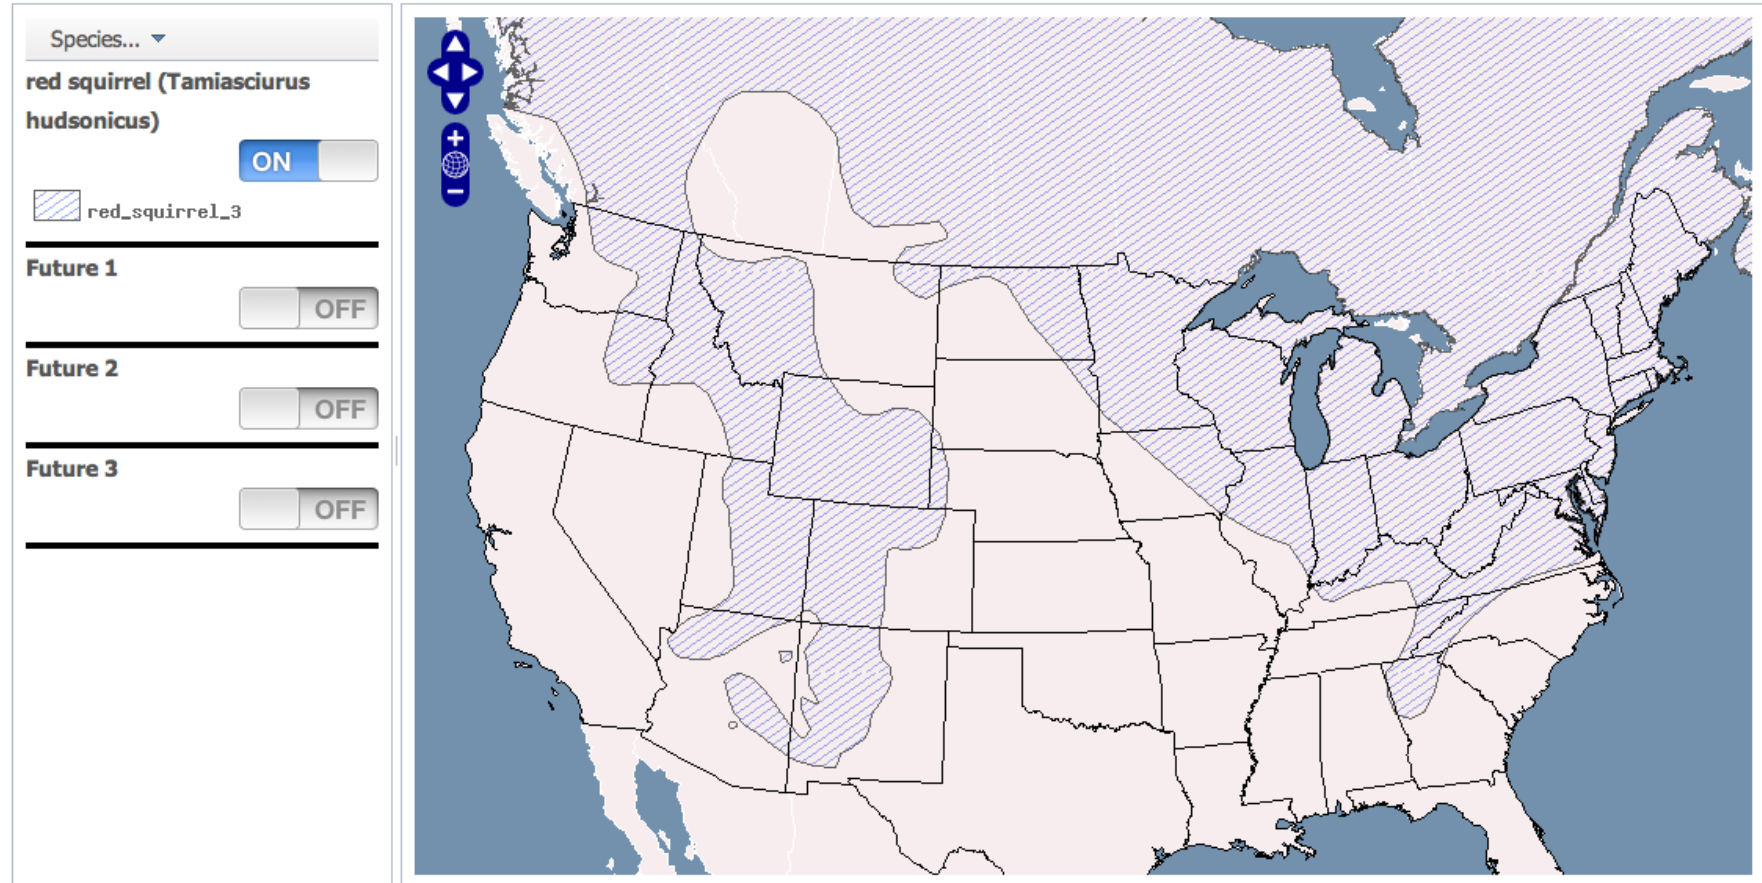 Species...
red squirrel (Tamiasciurus
hudsonicus)
ON
red_squirrel_3
Future 1
OFF
Future 2
OFF
Future 3
OFF